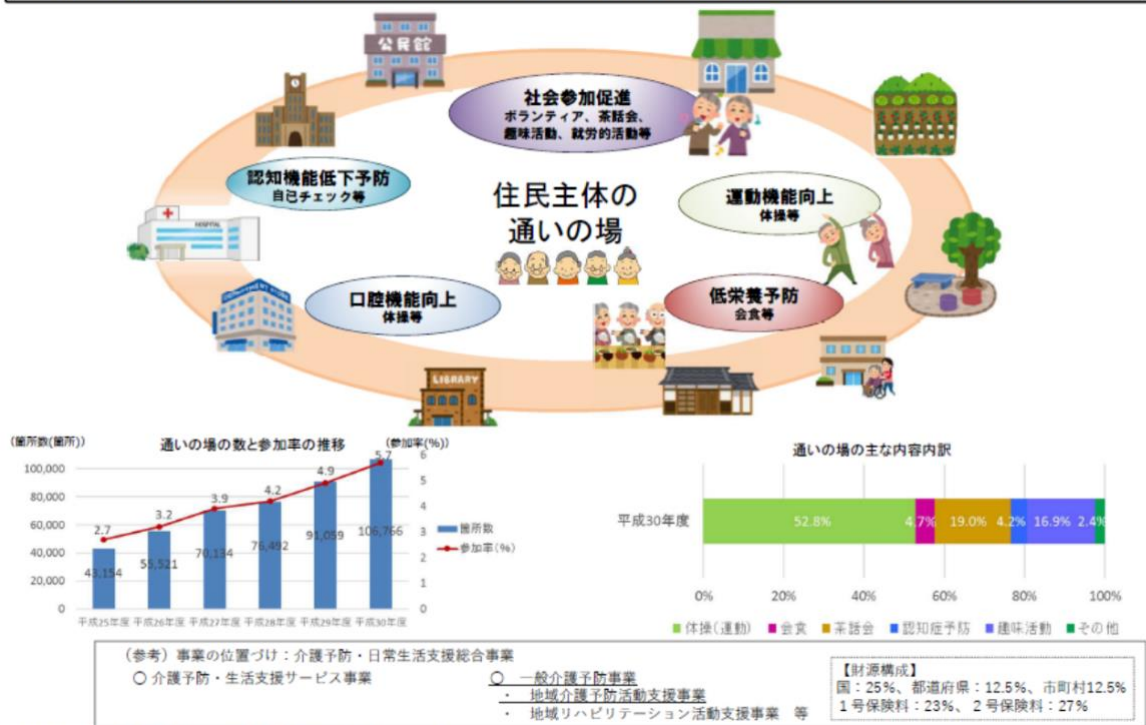 公民館
社会参加促進
ボランティア、茶話会、
趣味活動、就労的活動等
認知機能低下予防
自己チェック等
住民主体の
通いの場
運動機能向上
体操等
HOSPITAL
口腔機能向上
体操等
低栄養予防
会食等
LIBRARY
(箇所数(箇所))
通いの場の数と参加率の推移
(参加率(%))
100,000
80,000
60,000
40,000
20,000
0
6
5
4
3
2
1
0
2.7
3.2
3.9
4.2
4.9
5.7
43,154
55,521
70,134
76,492
91,059
106,766
平成25年度
平成26年度
平成27年度
平成28年度
平成29年度
平成30年度
箇所数
参加率(%)
通いの場の主な内容内訳
平成30年度
52.8%
4.7%
19.0%
4.2%
16.9%
2.4%
0%
20%
40%
60%
80%
100%
体操(運動)
会食
茶話会
認知症予防
趣味活動
その他
(参考)事業の位置づけ:介護予防・日常生活支援総合事業
○ 介護予防・生活支援サービス事業
○ 一般介護予防事業
・ 地域介護予防活動支援事業
・ 地域リハビリテーション活動支援事業 等
【財源構成】
国:25%、都道府県:12.5%、市町村12.5%
1号保険料:23%、2号保険料:27%